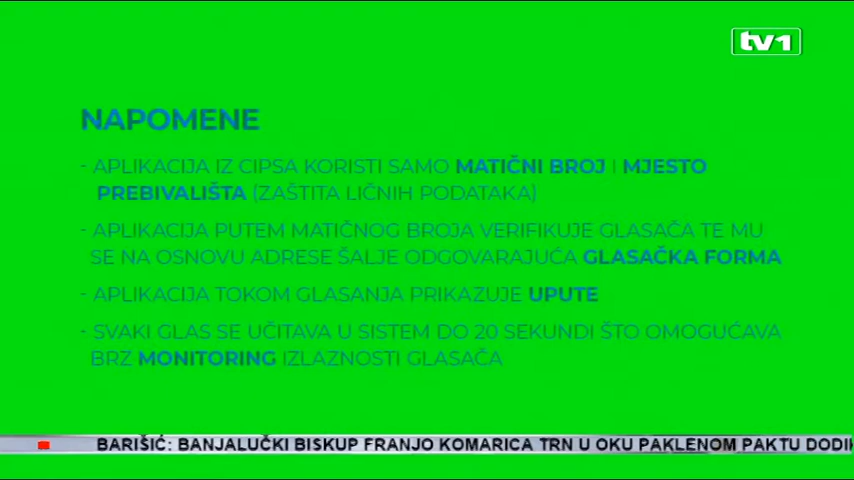 tv1
NAPOMENE
- APLIKACIJA IZ CIPSA KORISTI SAMO MATIČNI BROJ I MJESTO
PREBIVALIŠTA (ZAŠTITA LIČNIH PODATAKA)
- APLIKACIJA PUTEM MATIČNOG BROJA VERIFIKUJE GLASAČA TE MU
SE NA OSNOVU ADRESE ŠALJE ODGOVARAJUĆA GLASAČKA FORMA
- APLIKACIJA TOKOM GLASANJA PRIKAZUJE UPUTE
- SVAKI GLAS SE UČITAVA U SISTEM DO 20 SEKUNDI ŠTO OMOGUĆAVA
BRZ MONITORING IZLAZNOSTI GLASAČA
BARIŠIĆ: BANJALUČKI BISKUP FRANJO KOMARICA TRN U OKU PAKLENOM PAKTU DODIK